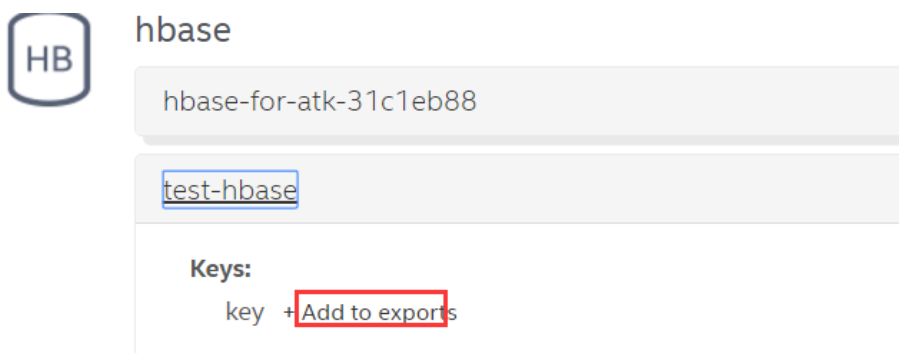 HB
hbase
hbase-for-atk-31c1eb88
test-hbase
Keys:
key + Add to exports